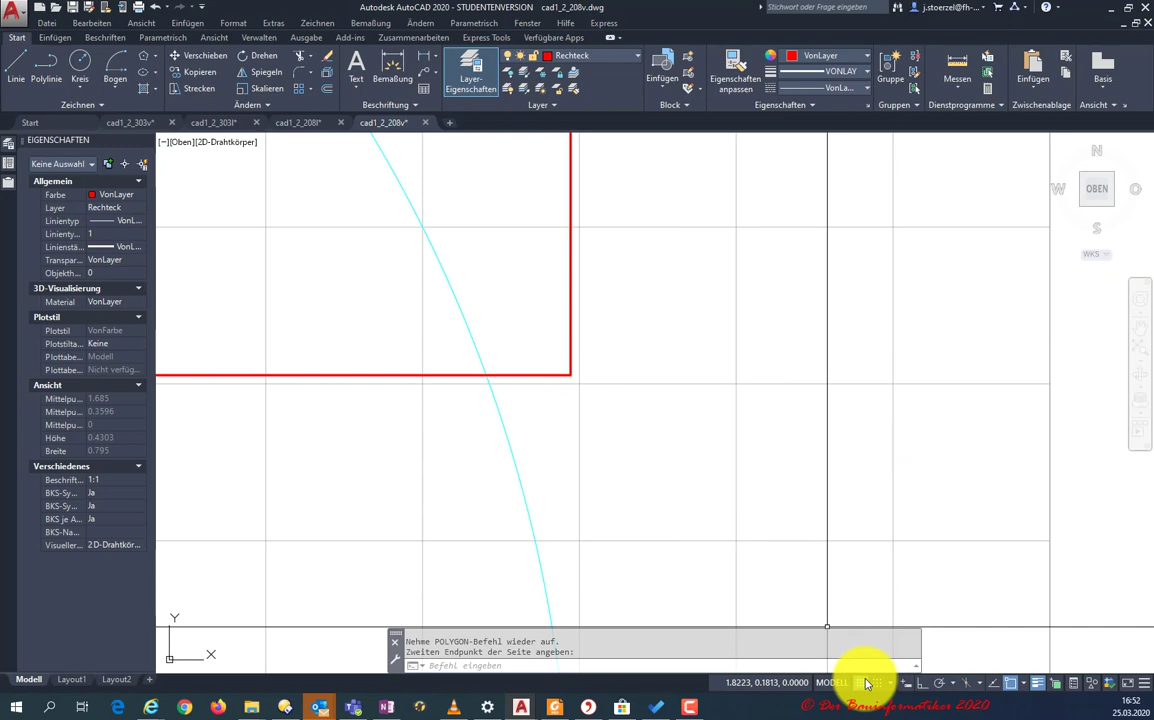 Autodesk AutoCAD 2020 - STUDENTENVERSION cad1_2_208v.dwg
Stichwort oder Frage eingeben
j.stoerzel@fh-...
Datei Bearbeiten Ansicht Einfügen Format Extras Zeichnen Bemaßung Ändern Parametrisch Fenster Hilfe Express
Start Einfügen Beschriften Parametrisch Ansicht Verwalten Ausgabe Add-ins Zusammenarbeiten Express Tools Verfügbare Apps
Linie Polylinie Kreis Bogen
Verschieben Drehen
Kopieren Spiegeln
Strecken Skalieren
Text Bemaßung
Layer-Eigenschaften
Rechteck
Einfügen
Eigenschaften anpassen
VonLayer
VONLAY
VonLa...
Gruppe
Messen
Einfügen
Basis
Zeichnen Ändern Beschriftung Layer Block Eigenschaften Gruppen Dienstprogramme Zwischenablage Ansicht
Start cad1_2_303v* cad1_2_303l* cad1_2_208l* cad1_2_208v*
EIGENSCHAFTEN
[−][Oben][2D-Drahtkörper]
Keine Auswahl
Allgemein
Farbe VonLayer
Layer Rechteck
Linientyp VonL...
Linienty... 1
Linienstä...
Transpar... VonLayer
Objekthö... 0
3D-Visualisierung
Material VonLayer
Plotstil
Plotstil VonFarbe
Plotstilta... Keine
Plottabe... Modell
Plottabe... Nicht verfüg...
Ansicht
Mittelpu... 1.685
Mittelpu... 0.3596
Mittelpu... 0
Höhe 0.4303
Breite 0.795
Verschiedenes
Beschrift... 1:1
BKS-Sy... Ja
BKS-Sy... Ja
BKS je A... Ja
BKS-Na...
Visueller... 2D-Drahtkör...
N
W OBEN O
S
WKS
Y
X
Nehme POLYGON-Befehl wieder auf.
Zweiten Endpunkt der Seite angeben:
Befehl eingeben
Modell Layout1 Layout2
1.8223, 0.1813, 0.0000 MODELL
© Der Bauinformatiker 2020
16:52
25.03.2020